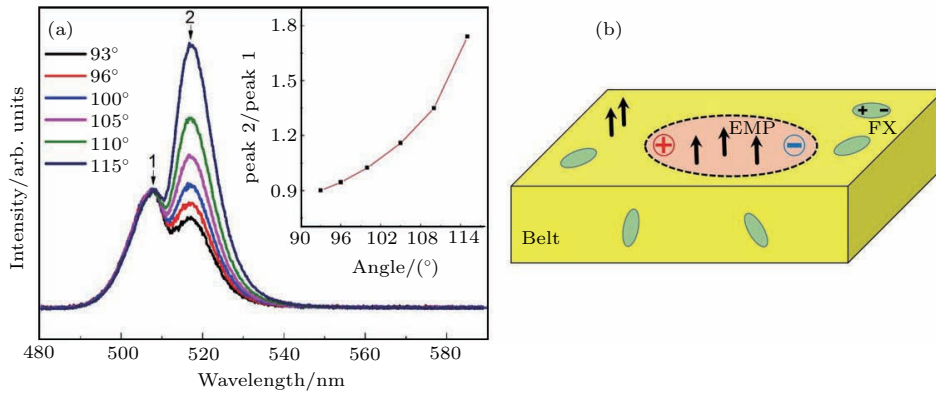 (a)
93°
96°
100°
105°
110°
115°
1
2
Intensity/arb. units
480 500 520 540 560 580
Wavelength/nm
peak 2/peak 1
1.8
1.5
1.2
0.9
90 96 102 108 114
Angle/(°)
(b)
EMP
+
−
+ -
FX
Belt